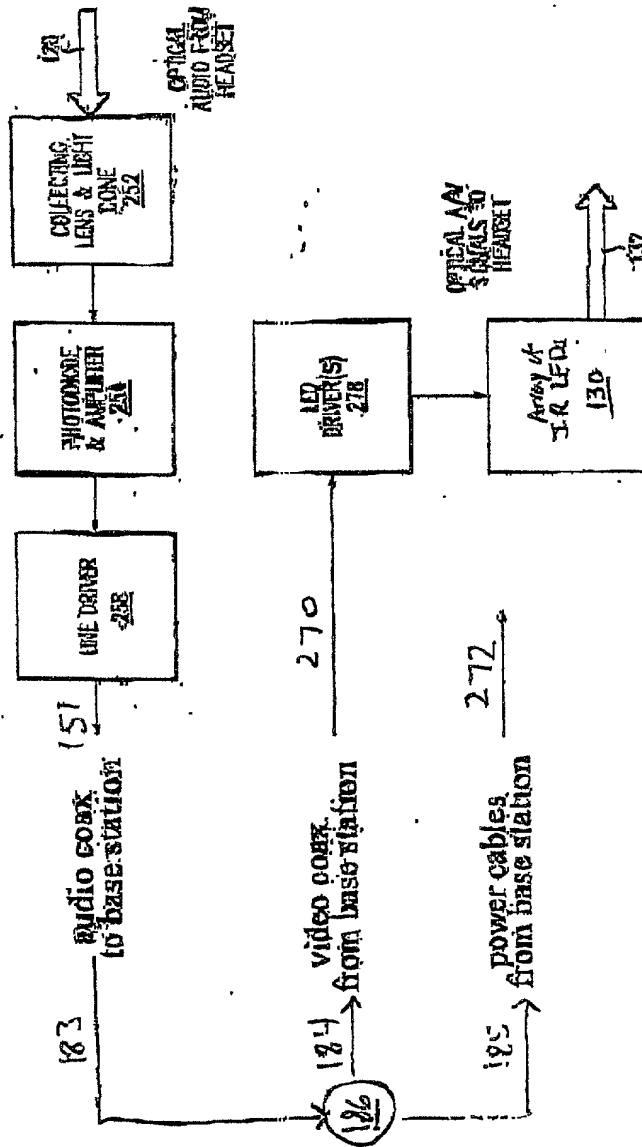 183
audio coax
to base station
LINE DRIVER
258
PHOTODIODE
& AMPLIFIER
254
COLLECTING
LENS & LIGHT
CONE
252
OPTICAL
AUDIO FROM
HEADSET
186
184
video coax
from base station
270
LED
DRIVER(S)
278
OPTICAL A/V
SIGNALS TO
HEADSET
185
power cables
from base station
272
Array of
IR LEDs
130